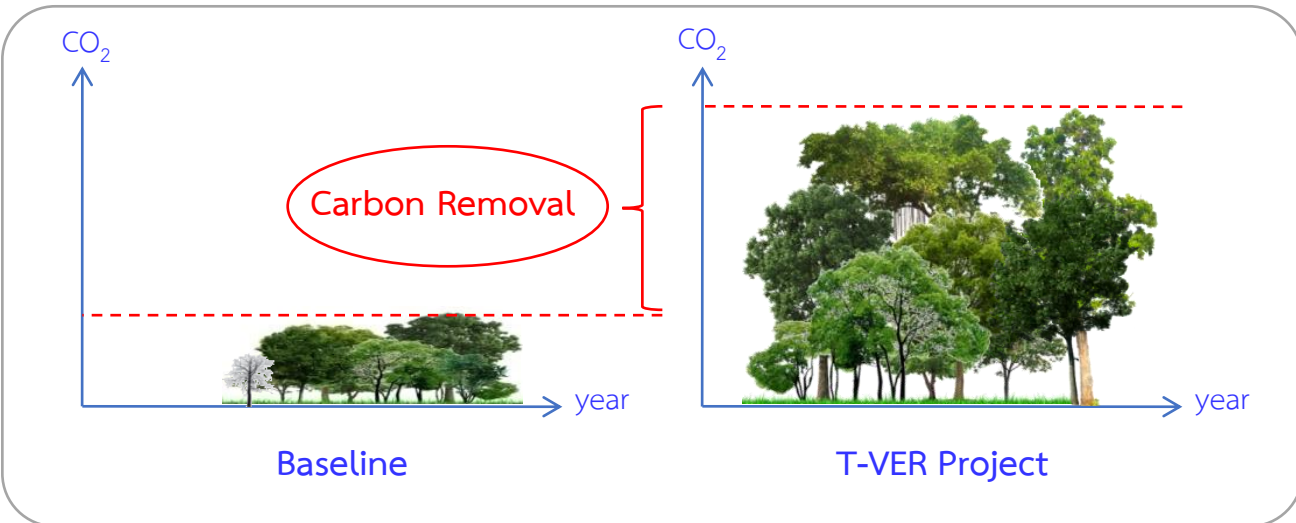 CO₂
CO₂
Carbon Removal
year
year
Baseline
T-VER Project